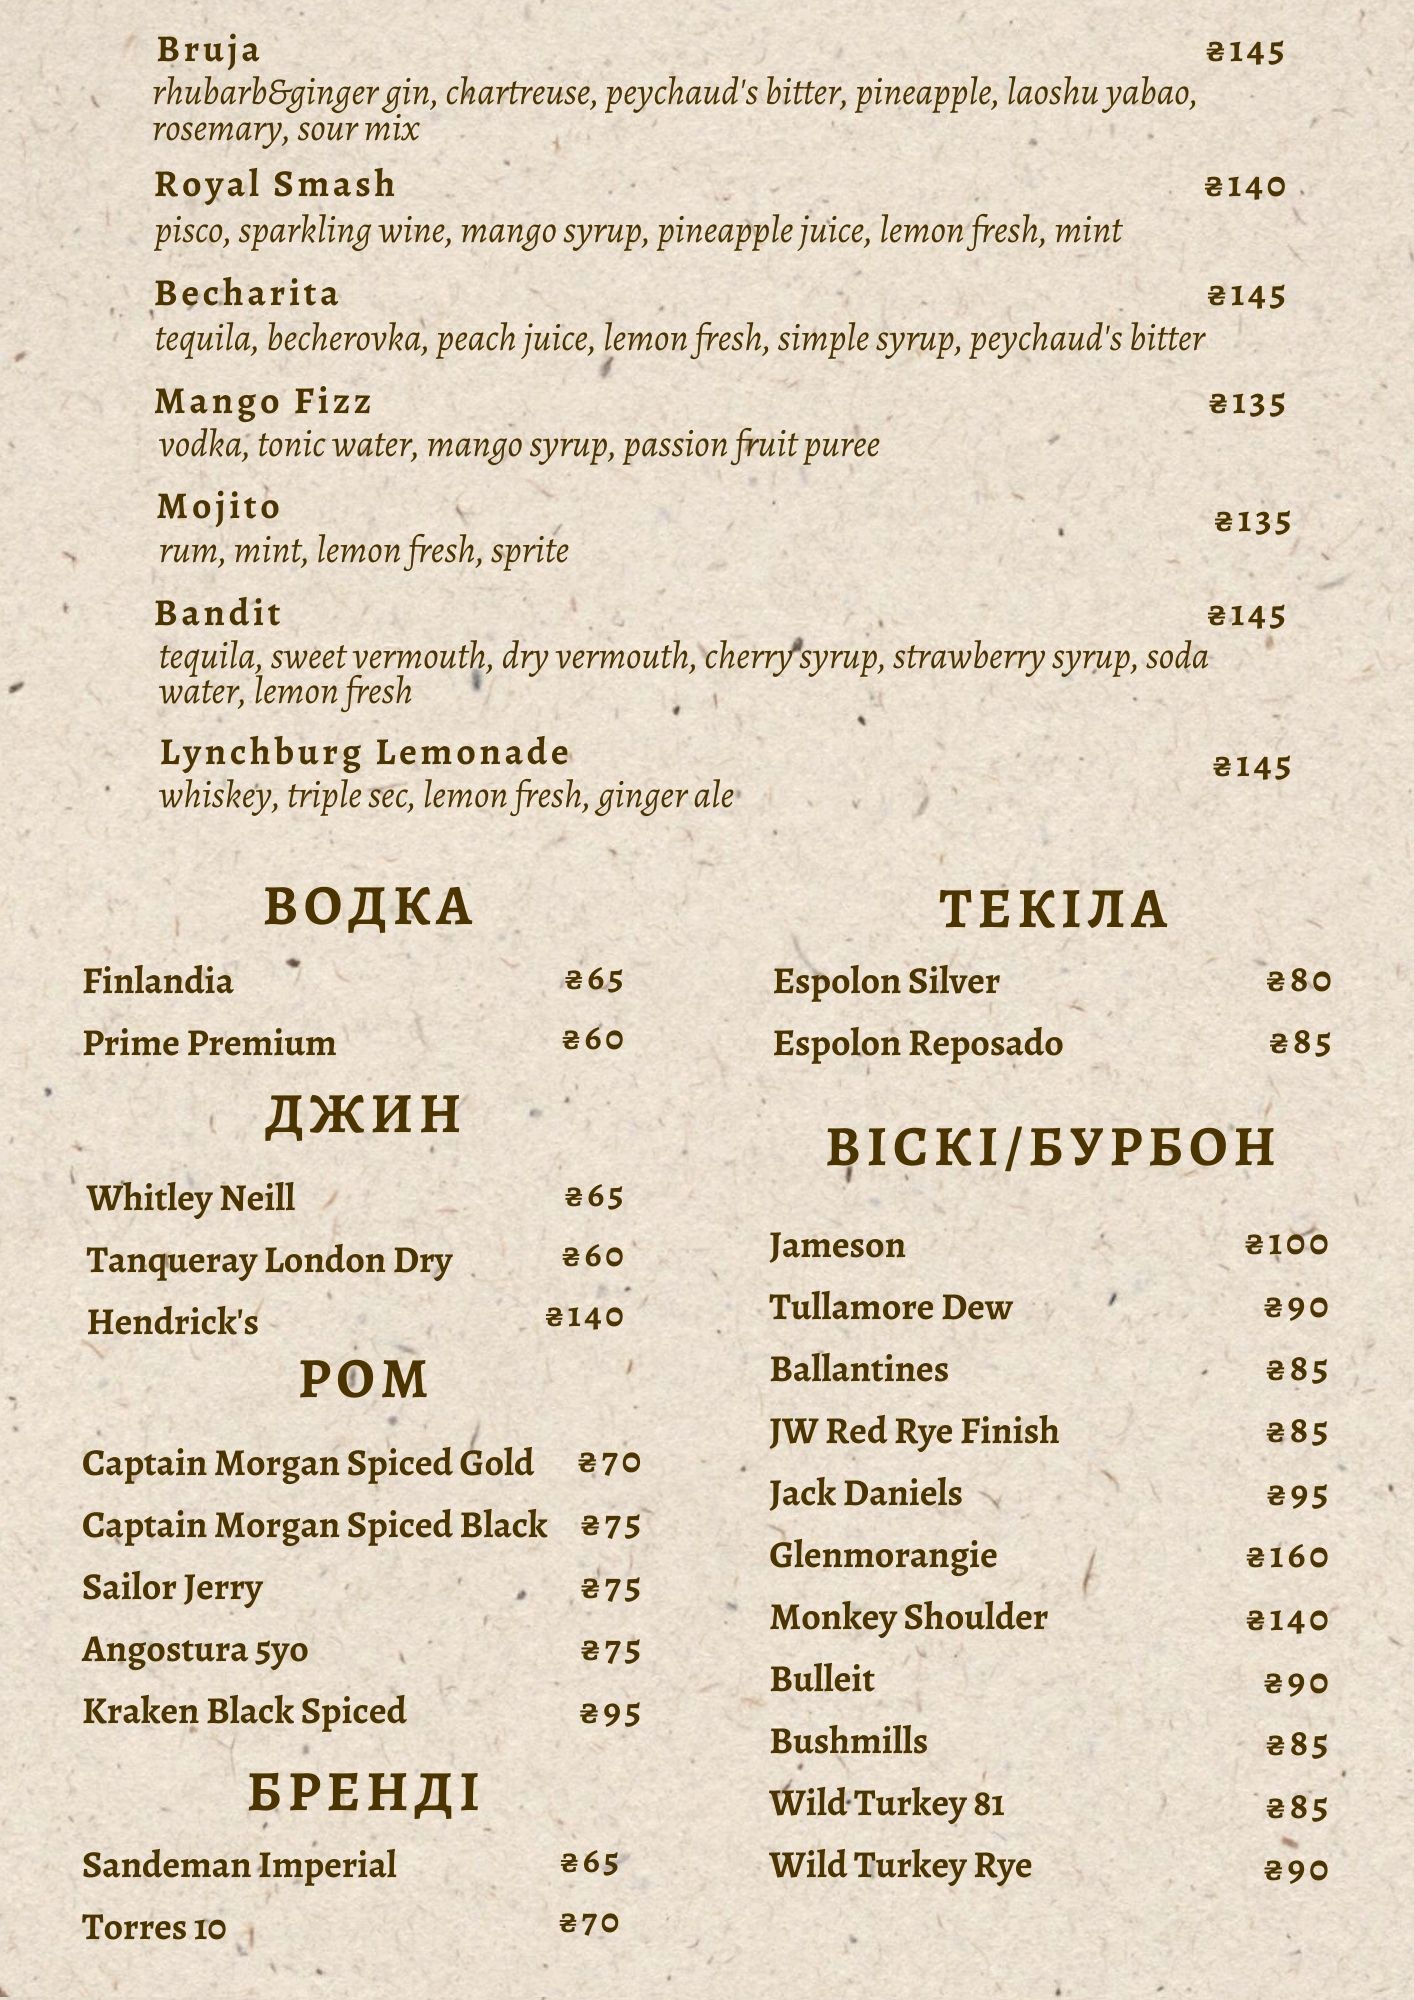 Bruja ₴145
rhubarb&ginger gin, chartreuse, peychaud's bitter, pineapple, laoshu yabao,
rosemary, sour mix
Royal Smash ₴140
pisco, sparkling wine, mango syrup, pineapple juice, lemon fresh, mint
Becharita ₴145
tequila, becherovka, peach juice, lemon fresh, simple syrup, peychaud's bitter
Mango Fizz ₴135
vodka, tonic water, mango syrup, passion fruit puree
Mojito ₴135
rum, mint, lemon fresh, sprite
Bandit ₴145
tequila, sweet vermouth, dry vermouth, cherry syrup, strawberry syrup, soda
water, lemon fresh
Lynchburg Lemonade ₴145
whiskey, triple sec, lemon fresh, ginger ale
ВОДКА
Finlandia ₴65
Prime Premium ₴60
ДЖИН
Whitley Neill ₴65
Tanqueray London Dry ₴60
Hendrick's ₴140
РОМ
Captain Morgan Spiced Gold ₴70
Captain Morgan Spiced Black ₴75
Sailor Jerry ₴75
Angostura 5yo ₴75
Kraken Black Spiced ₴95
БРЕНДІ
Sandeman Imperial ₴65
Torres 10 ₴70
ТЕКІЛА
Espolon Silver ₴80
Espolon Reposado ₴85
ВІСКІ/БУРБОН
Jameson ₴100
Tullamore Dew ₴90
Ballantines ₴85
JW Red Rye Finish ₴85
Jack Daniels ₴95
Glenmorangie ₴160
Monkey Shoulder ₴140
Bulleit ₴90
Bushmills ₴85
Wild Turkey 81 ₴85
Wild Turkey Rye ₴90